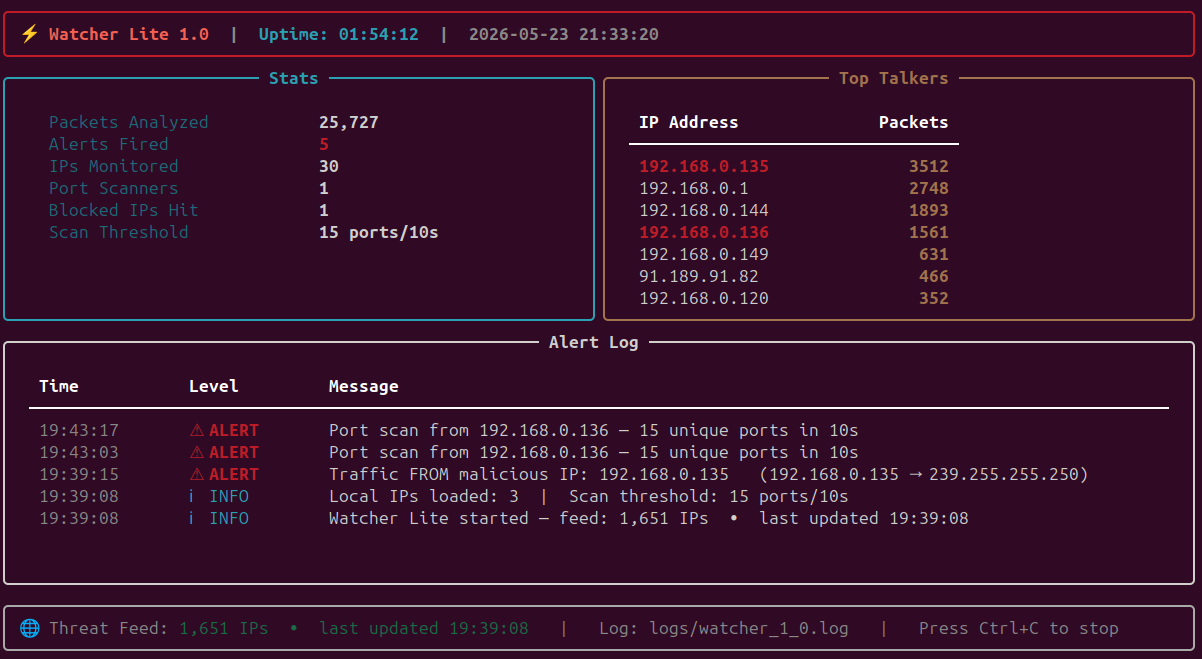 ⚡ Watcher Lite 1.0 | Uptime: 01:54:12 | 2026-05-23 21:33:20
Stats
Packets Analyzed 25,727
Alerts Fired 5
IPs Monitored 30
Port Scanners 1
Blocked IPs Hit 1
Scan Threshold 15 ports/10s
Top Talkers
IP Address Packets
192.168.0.135 3512
192.168.0.1 2748
192.168.0.144 1893
192.168.0.136 1561
192.168.0.149 631
91.189.91.82 466
192.168.0.120 352
Alert Log
Time Level Message
19:43:17 ⚠ ALERT Port scan from 192.168.0.136 — 15 unique ports in 10s
19:43:03 ⚠ ALERT Port scan from 192.168.0.136 — 15 unique ports in 10s
19:39:15 ⚠ ALERT Traffic FROM malicious IP: 192.168.0.135 (192.168.0.135 → 239.255.255.250)
19:39:08 i INFO Local IPs loaded: 3 | Scan threshold: 15 ports/10s
19:39:08 i INFO Watcher Lite started — feed: 1,651 IPs • last updated 19:39:08
🌐 Threat Feed: 1,651 IPs • last updated 19:39:08 | Log: logs/watcher_1_0.log | Press Ctrl+C to stop